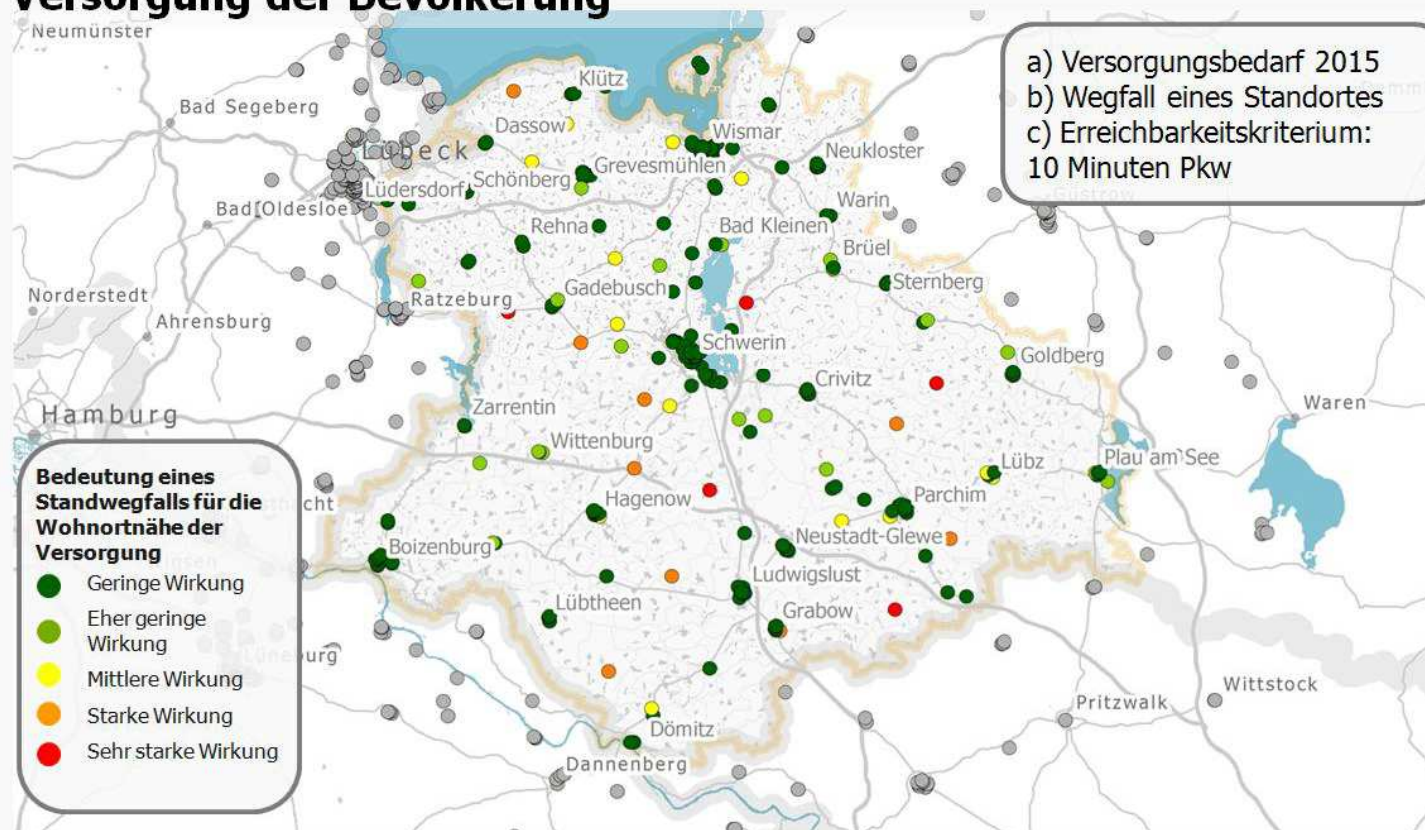 Versorgung der Bevölkerung
a) Versorgungsbedarf 2015
b) Wegfall eines Standortes
c) Erreichbarkeitskriterium:
10 Minuten Pkw
Neumünster
Klütz
Bad Segeberg
Dassow
Wismar
Lübeck
Grevesmühlen
Neukloster
Lüdersdorf
Schönberg
Güstrow
Bad Oldesloe
Warin
Rehna
Bad Kleinen
Brüel
Norderstedt
Ratzeburg
Gadebusch
Sternberg
Ahrensburg
Schwerin
Goldberg
Crivitz
Hamburg
Zarrentin
Waren
Wittenburg
Lübz
Plau am See
Hagenow
Parchim
Neustadt-Glewe
Boizenburg
Ludwigslust
Lübtheen
Grabow
Lüneburg
Wittstock
Pritzwalk
Dömitz
Dannenberg
Bedeutung eines
Standwegfalls für die
Wohnortnähe der
Versorgung
Geringe Wirkung
Eher geringe
Wirkung
Mittlere Wirkung
Starke Wirkung
Sehr starke Wirkung